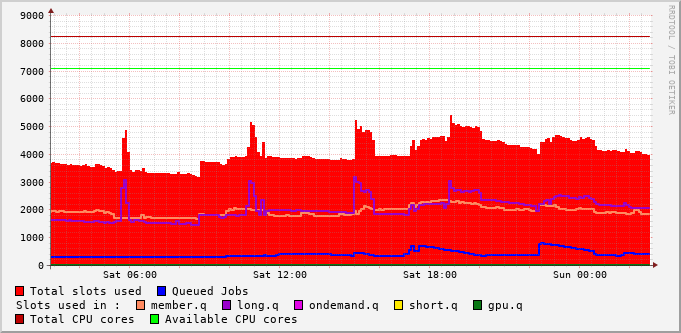 9000
8000
7000
6000
5000
4000
3000
2000
1000
0
Sat 06:00 Sat 12:00 Sat 18:00 Sun 00:00
RRDTOOL / TOBI OETIKER
Total slots used Queued Jobs
Slots used in : member.q long.q ondemand.q short.q gpu.q
Total CPU cores Available CPU cores